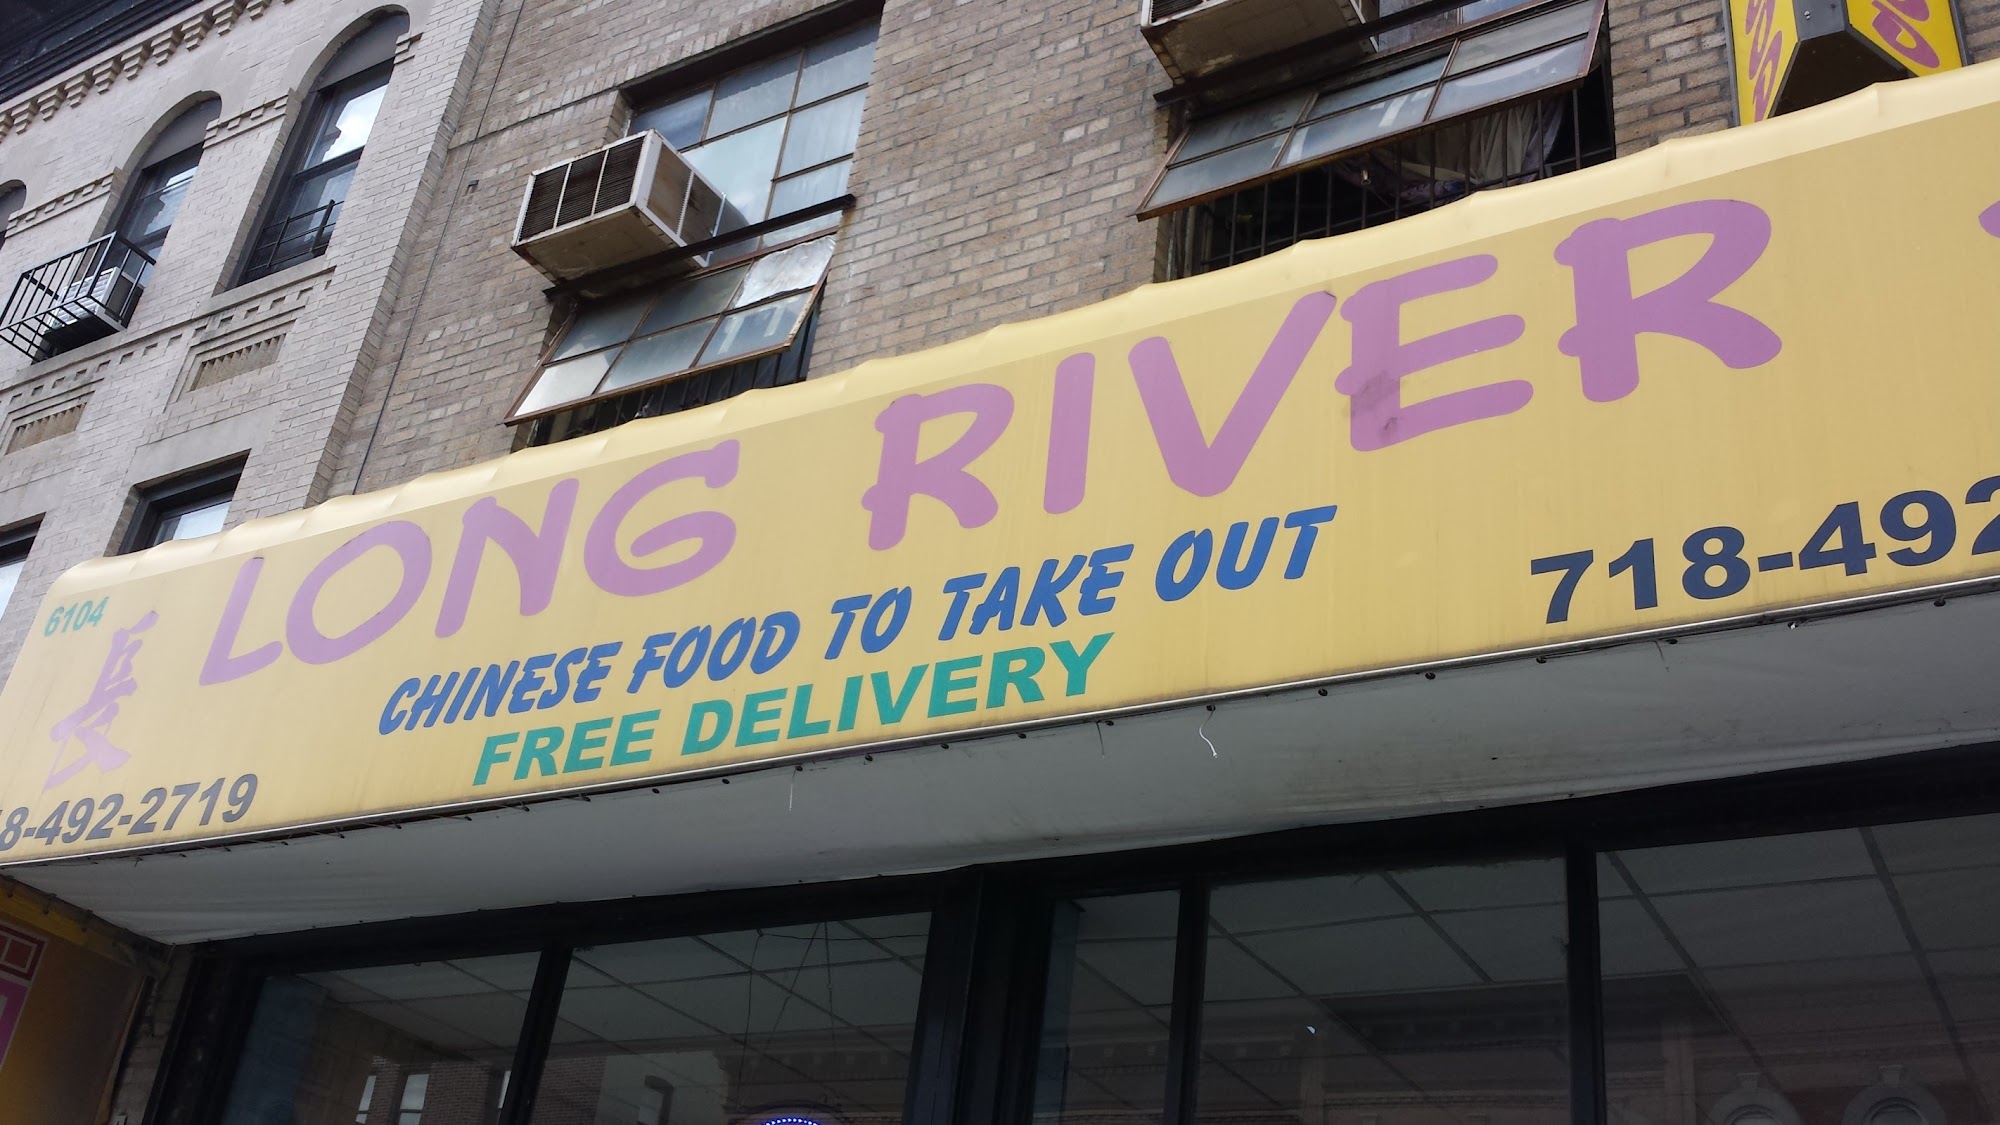 6104
長
LONG RIVER
CHINESE FOOD TO TAKE OUT
FREE DELIVERY
8-492-2719
718-492